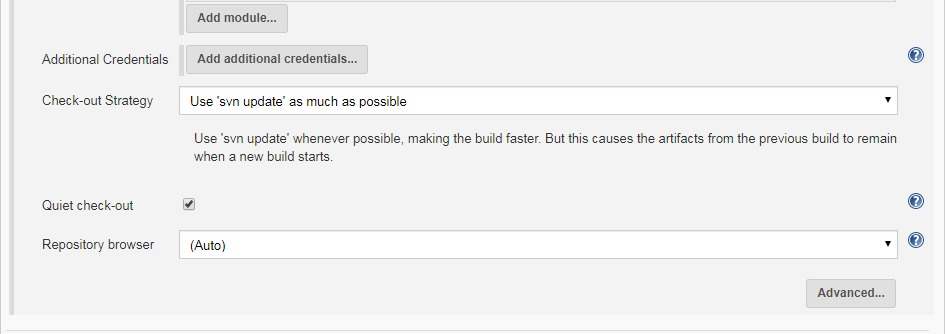 Add module...
Additional Credentials
Add additional credentials...
?
Check-out Strategy
Use 'svn update' as much as possible
Use 'svn update' whenever possible, making the build faster. But this causes the artifacts from the previous build to remain
when a new build starts.
Quiet check-out
?
Repository browser
(Auto)
?
Advanced...